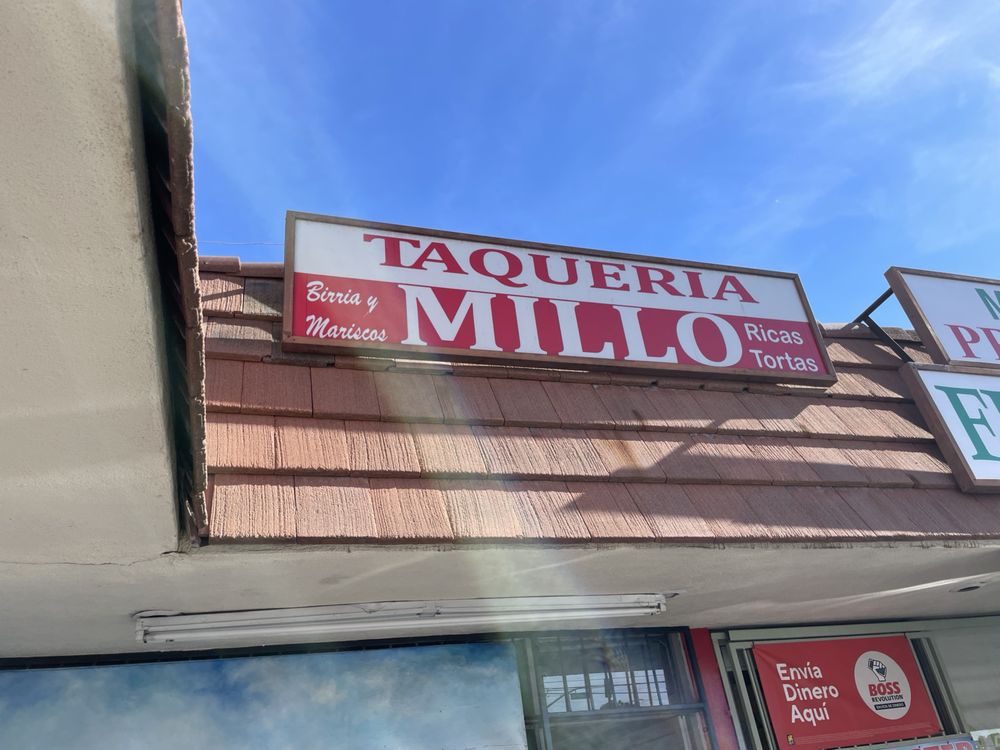 TAQUERIA
Birria y
Mariscos
MILLO
Ricas
Tortas
Envía
Dinero
Aquí
BOSS
REVOLUTION